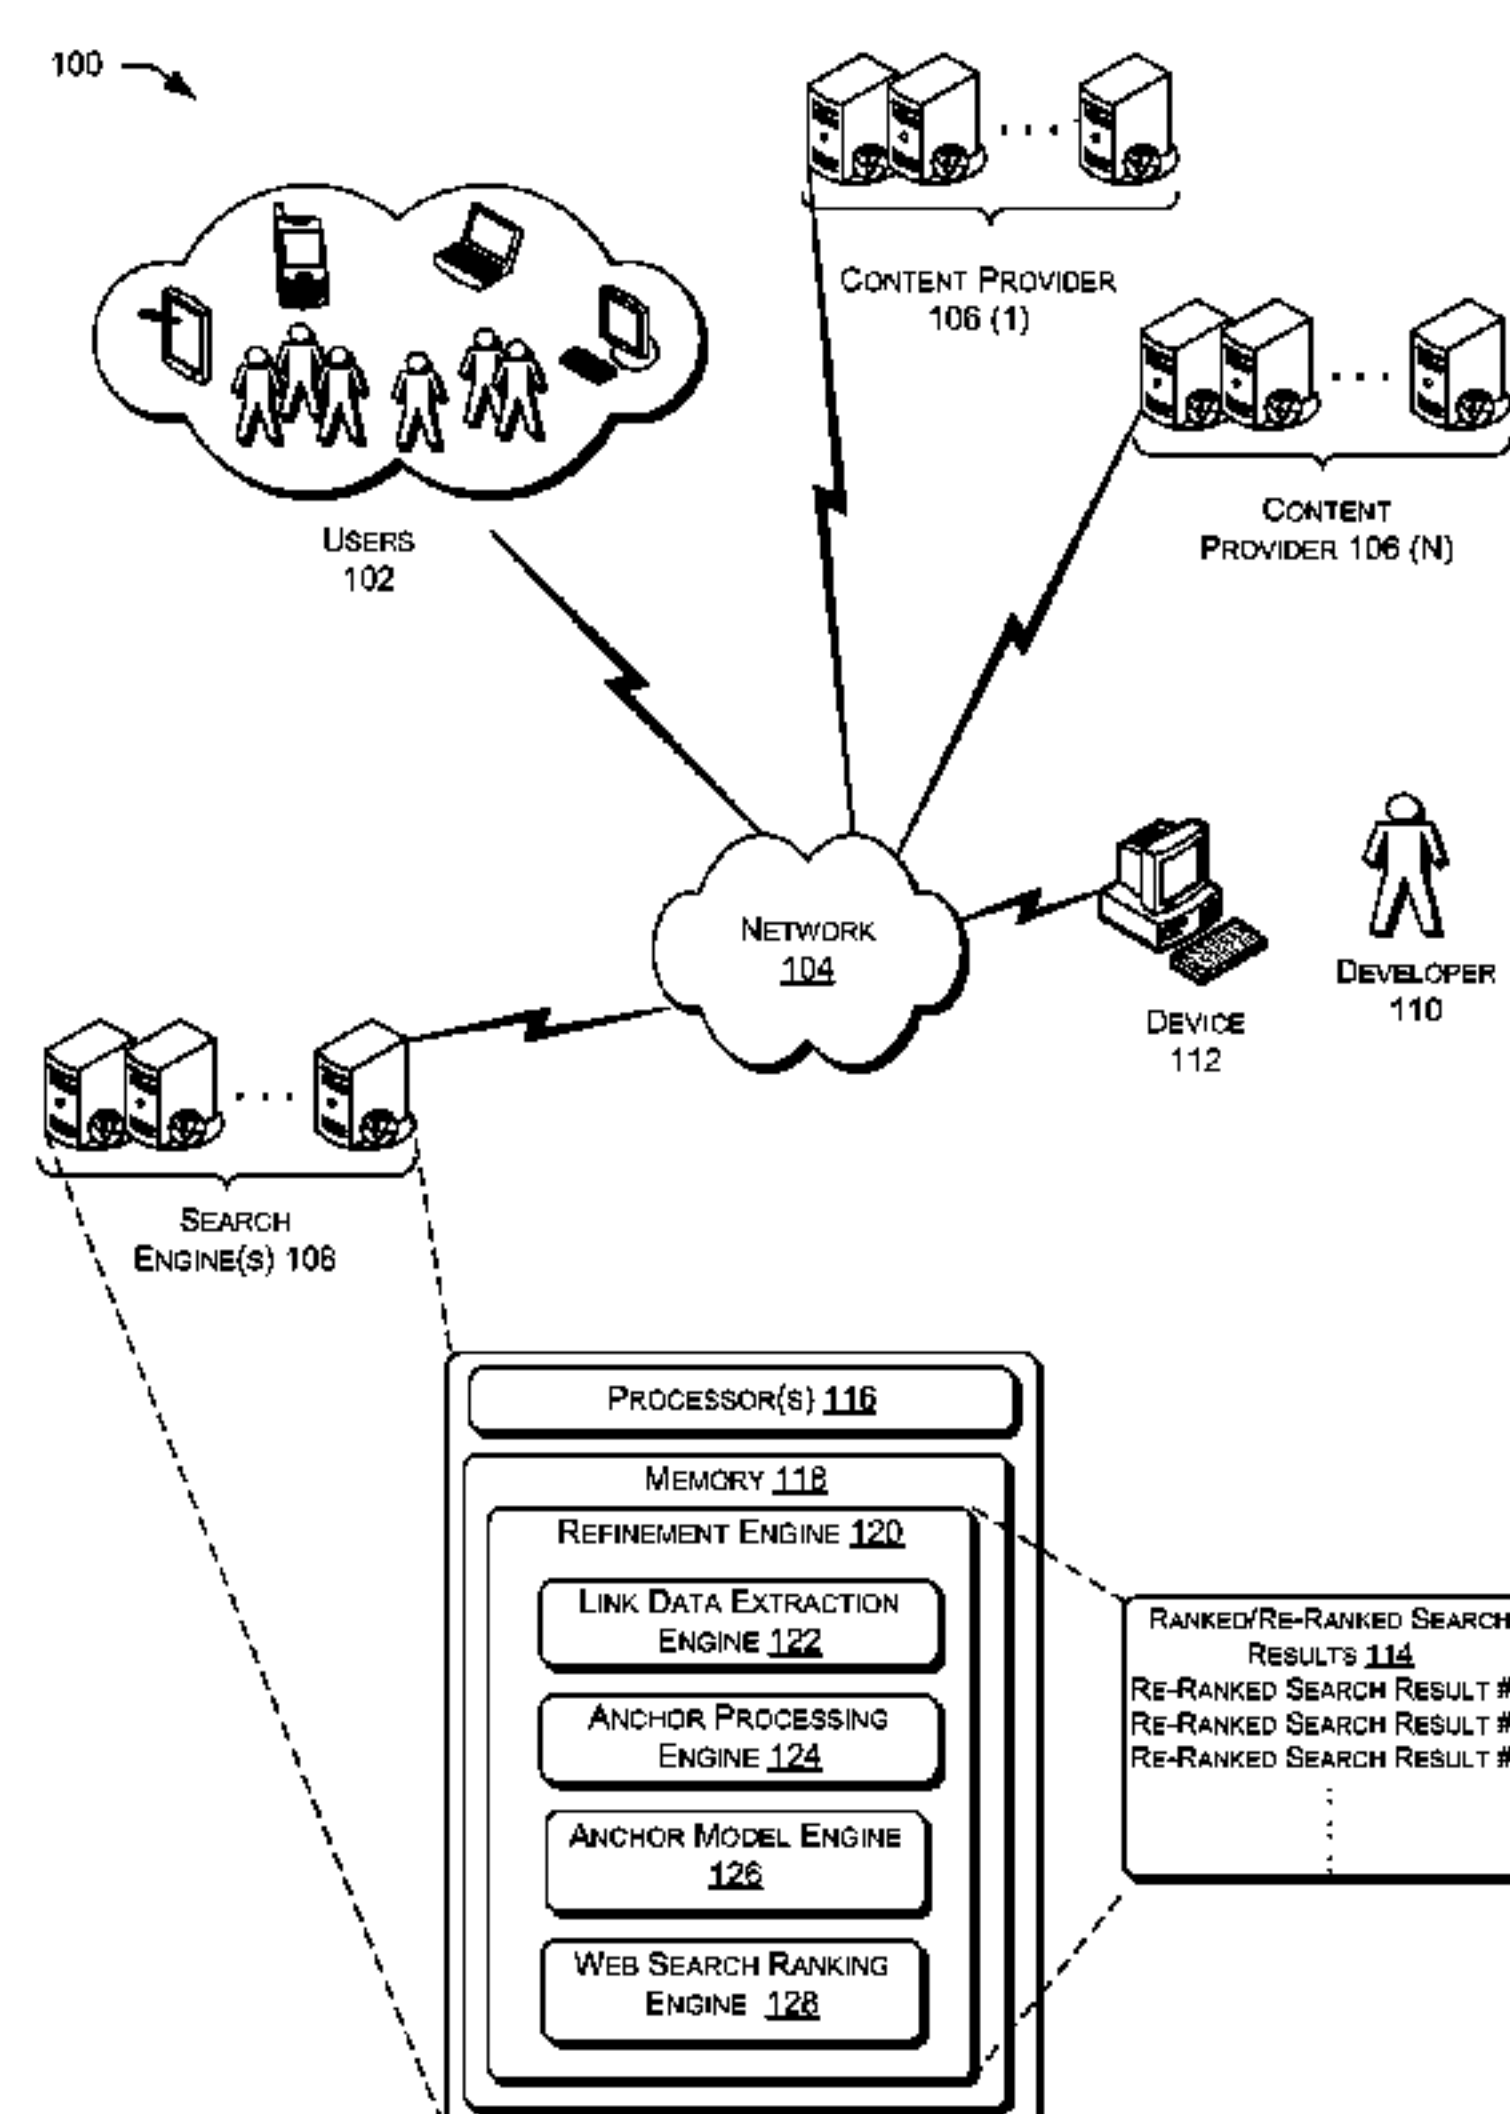 100
CONTENT PROVIDER
106 (1)
CONTENT
PROVIDER 106 (N)
USERS
102
NETWORK
104
DEVICE
112
DEVELOPER
110
SEARCH
ENGINE(S) 108
PROCESSOR(S) 116
MEMORY 118
REFINEMENT ENGINE 120
LINK DATA EXTRACTION
ENGINE 122
ANCHOR PROCESSING
ENGINE 124
ANCHOR MODEL ENGINE
126
WEB SEARCH RANKING
ENGINE 128
RANKED/RE-RANKED SEARCH
RESULTS 114
RE-RANKED SEARCH RESULT #
RE-RANKED SEARCH RESULT #
RE-RANKED SEARCH RESULT #